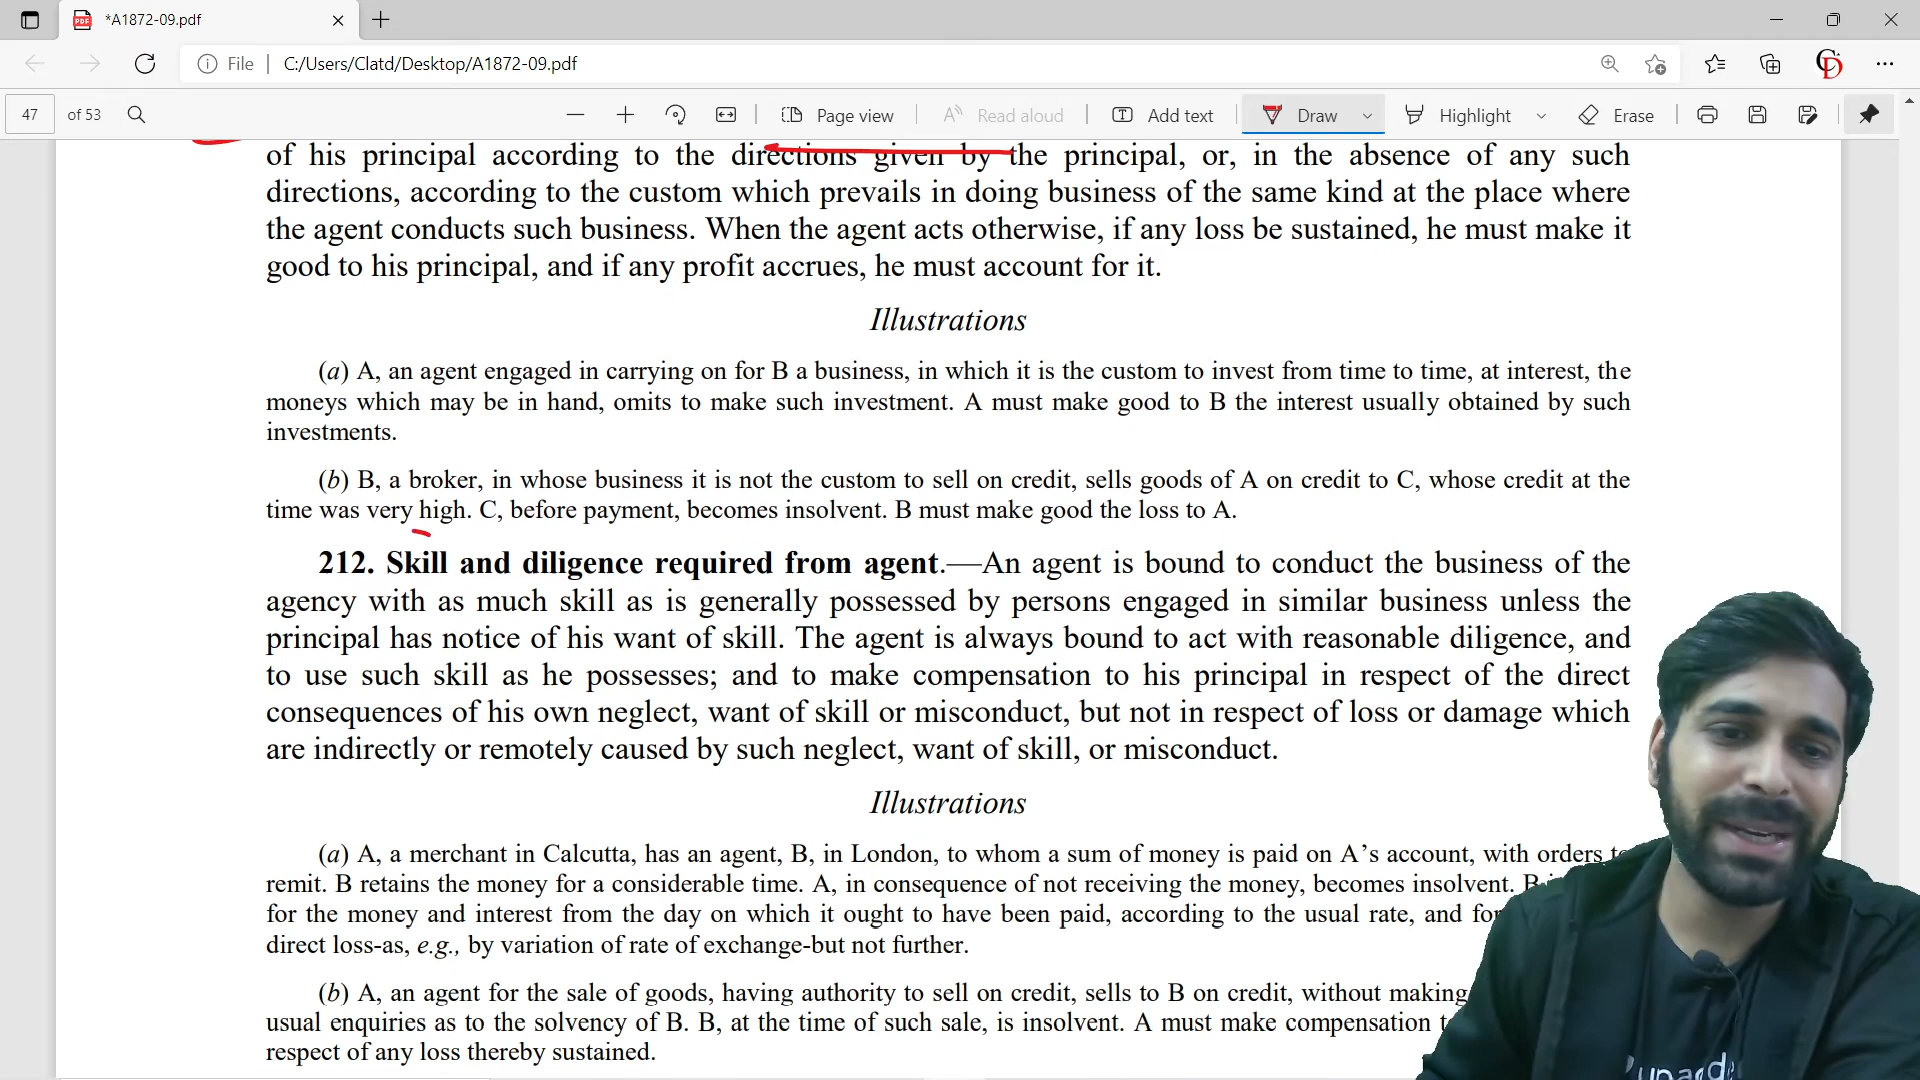 *A1872-09.pdf
File
C:/Users/Clatd/Desktop/A1872-09.pdf
47
of 53
Page view
Read aloud
Add text
Draw
Highlight
Erase
of his principal according to the directions given by the principal, or, in the absence of any such
directions, according to the custom which prevails in doing business of the same kind at the place where
the agent conducts such business. When the agent acts otherwise, if any loss be sustained, he must make it
good to his principal, and if any profit accrues, he must account for it.
Illustrations
(a) A, an agent engaged in carrying on for B a business, in which it is the custom to invest from time to time, at interest, the
moneys which may be in hand, omits to make such investment. A must make good to B the interest usually obtained by such
investments.
(b) B, a broker, in whose business it is not the custom to sell on credit, sells goods of A on credit to C, whose credit at the
time was very high. C, before payment, becomes insolvent. B must make good the loss to A.
212. Skill and diligence required from agent.—An agent is bound to conduct the business of the
agency with as much skill as is generally possessed by persons engaged in similar business unless the
principal has notice of his want of skill. The agent is always bound to act with reasonable diligence, and
to use such skill as he possesses; and to make compensation to his principal in respect of the direct
consequences of his own neglect, want of skill or misconduct, but not in respect of loss or damage which
are indirectly or remotely caused by such neglect, want of skill, or misconduct.
Illustrations
(a) A, a merchant in Calcutta, has an agent, B, in London, to whom a sum of money is paid on A’s account, with orders
remit. B retains the money for a considerable time. A, in consequence of not receiving the money, becomes insolvent. B
for the money and interest from the day on which it ought to have been paid, according to the usual rate, and for
direct loss-as, e.g., by variation of rate of exchange-but not further.
(b) A, an agent for the sale of goods, having authority to sell on credit, sells to B on credit, without making
usual enquiries as to the solvency of B. B, at the time of such sale, is insolvent. A must make compensation
respect of any loss thereby sustained.